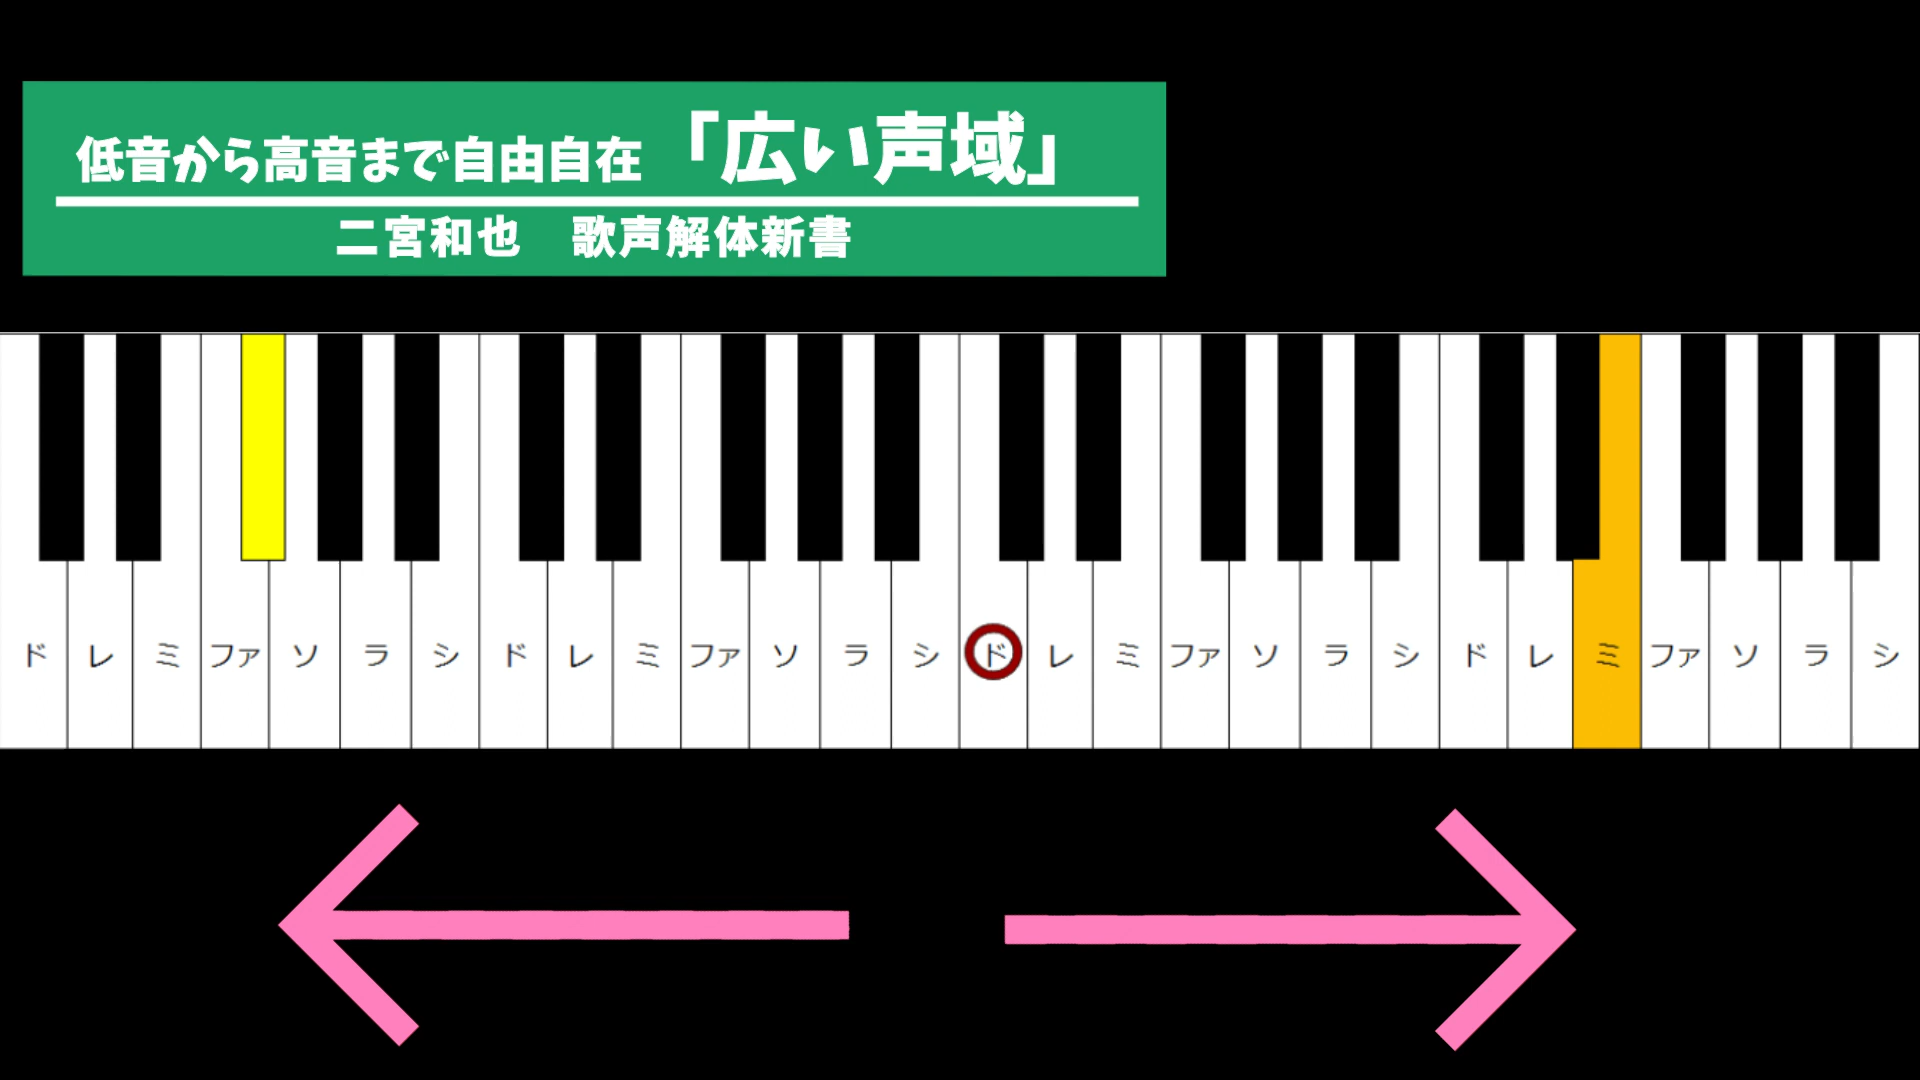 低音から高音まで自由自在「広い声域」
二宮和也　歌声解体新書
ド レ ミ ファ ソ ラ シ ド レ ミ ファ ソ ラ シ ド レ ミ ファ ソ ラ シ ド レ ミ ファ ソ ラ シ